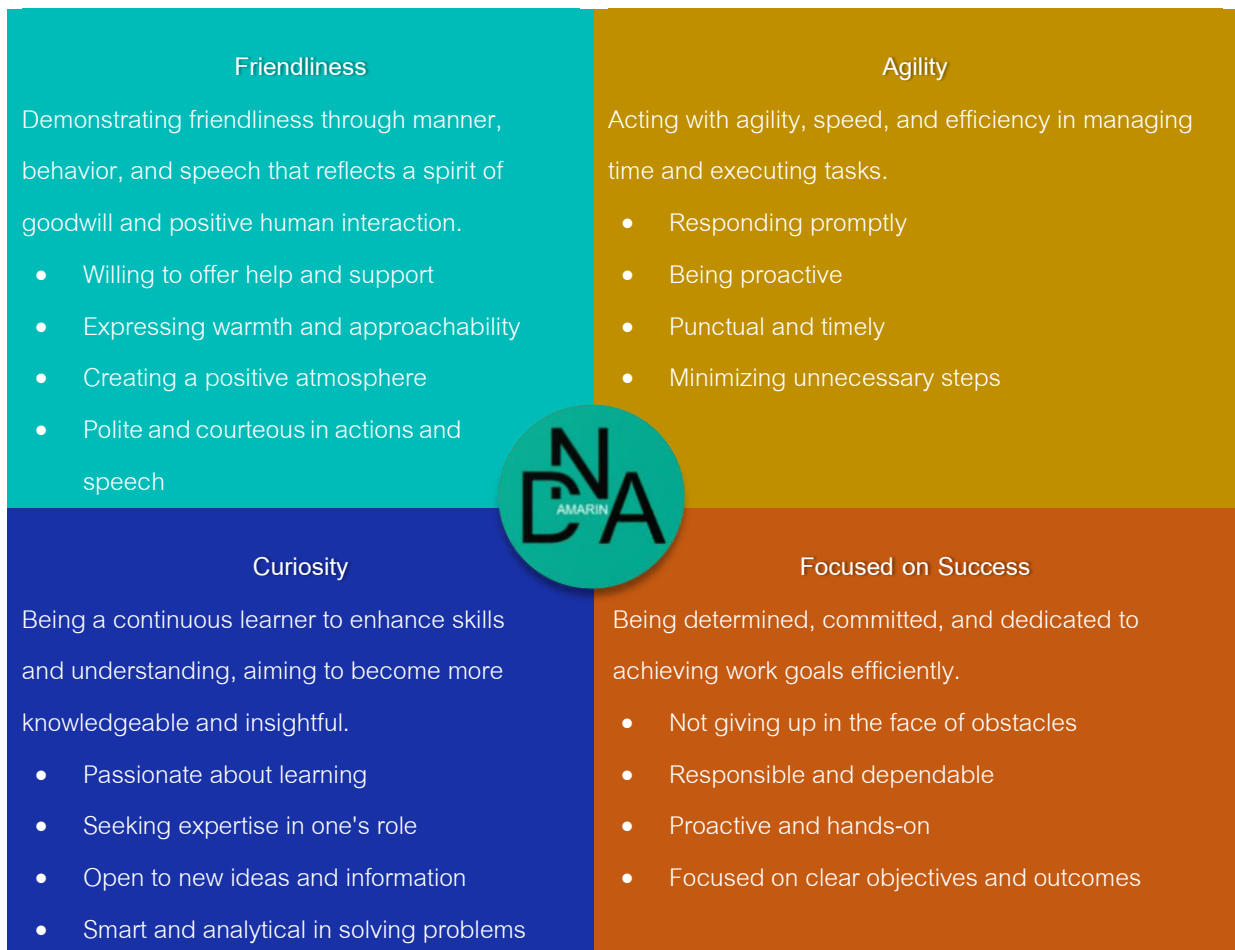 Friendliness
Demonstrating friendliness through manner,
behavior, and speech that reflects a spirit of
goodwill and positive human interaction.
• Willing to offer help and support
• Expressing warmth and approachability
• Creating a positive atmosphere
• Polite and courteous in actions and
speech
Agility
Acting with agility, speed, and efficiency in managing
time and executing tasks.
• Responding promptly
• Being proactive
• Punctual and timely
• Minimizing unnecessary steps
DNA
AMARIN
Curiosity
Being a continuous learner to enhance skills
and understanding, aiming to become more
knowledgeable and insightful.
• Passionate about learning
• Seeking expertise in one's role
• Open to new ideas and information
• Smart and analytical in solving problems
Focused on Success
Being determined, committed, and dedicated to
achieving work goals efficiently.
• Not giving up in the face of obstacles
• Responsible and dependable
• Proactive and hands-on
• Focused on clear objectives and outcomes